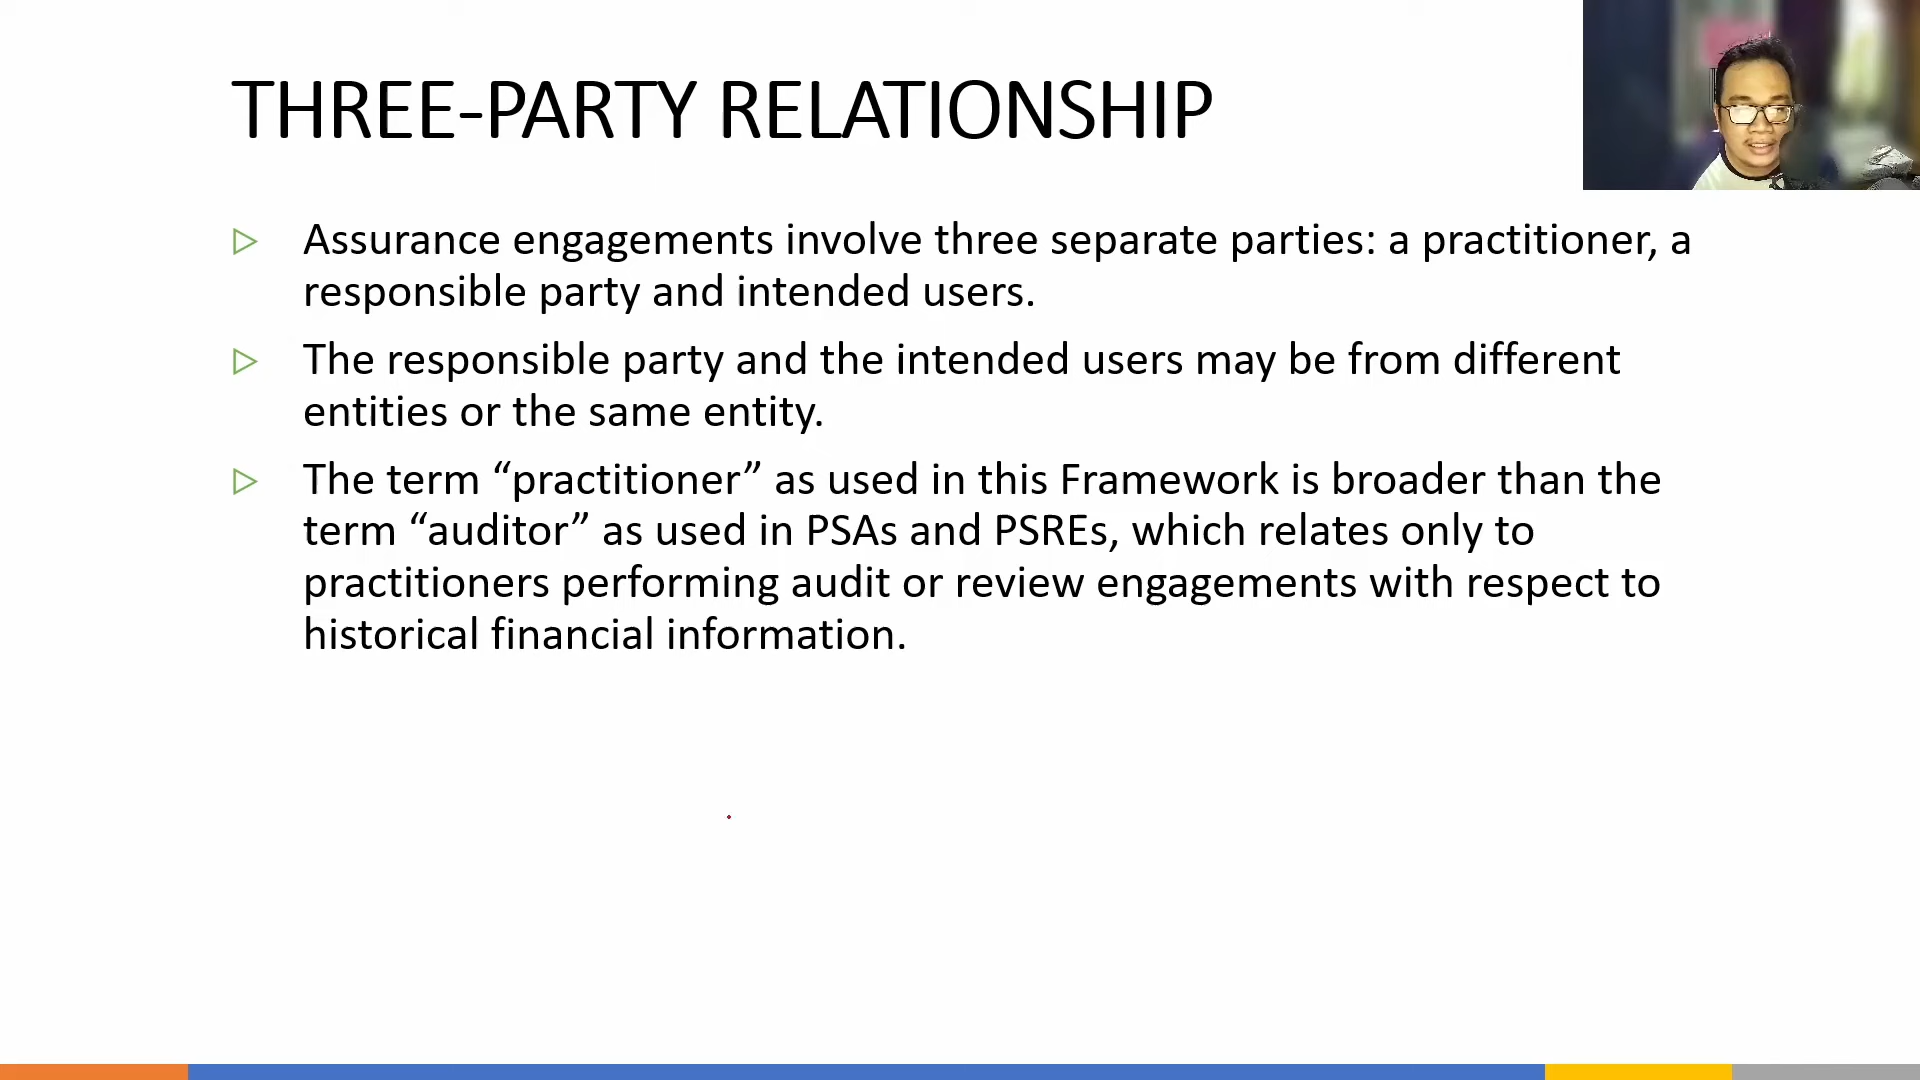 THREE-PARTY RELATIONSHIP
Assurance engagements involve three separate parties: a practitioner, a
responsible party and intended users.
The responsible party and the intended users may be from different
entities or the same entity.
The term “practitioner” as used in this Framework is broader than the
term “auditor” as used in PSAs and PSREs, which relates only to
practitioners performing audit or review engagements with respect to
historical financial information.